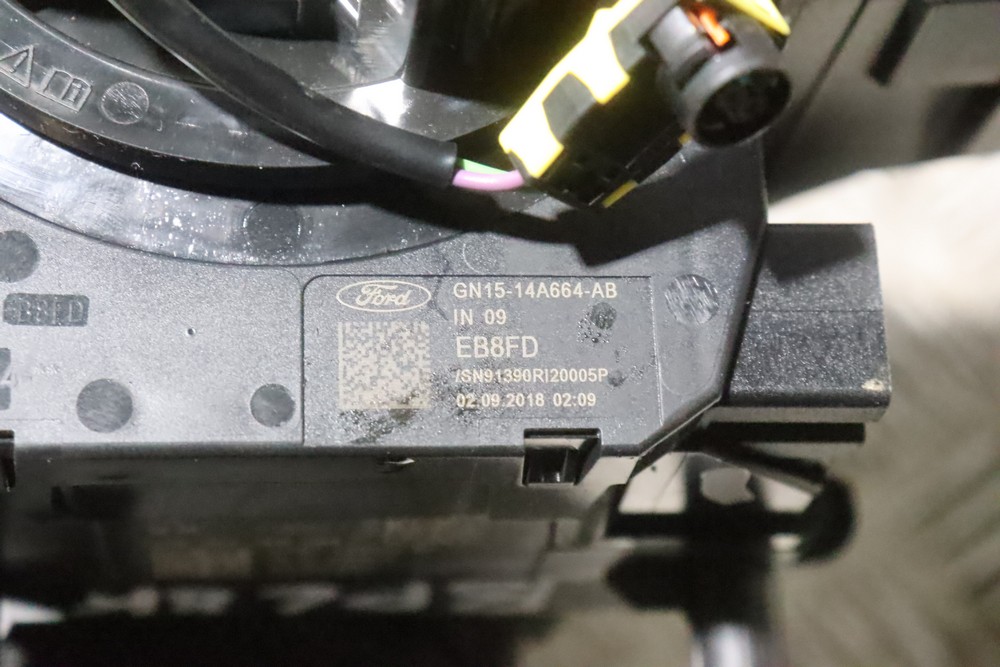 Ford
GN15-14A664-AB
IN 09
EB8FD
/SN91390RI20005P
02.09.2018 02:09